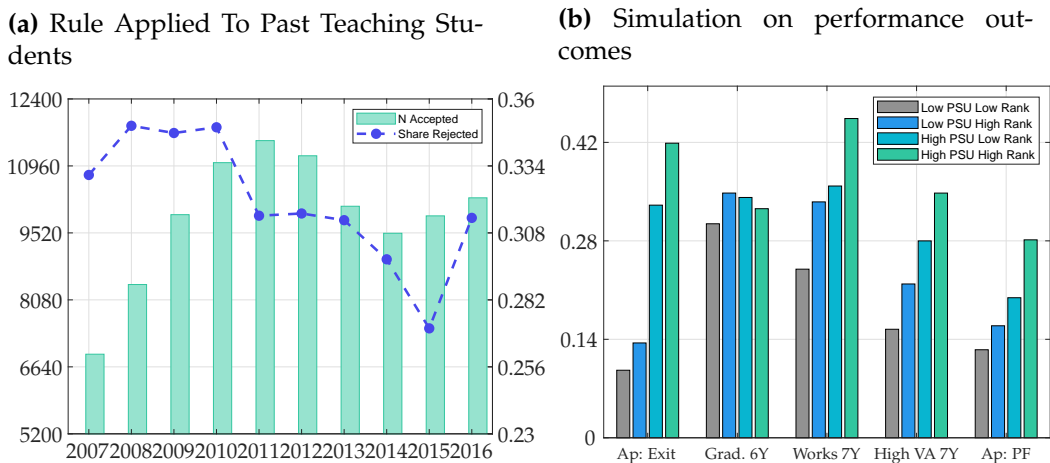 (a) Rule Applied To Past Teaching Stu-
dents
12400
10960
9520
8080
6640
5200
0.36
0.334
0.308
0.282
0.256
0.23
N Accepted
Share Rejected
2007 2008 2009 2010 2011 2012 2013 2014 2015 2016
(b) Simulation on performance out-
comes
0.42
0.28
0.14
0
Low PSU Low Rank
Low PSU High Rank
High PSU Low Rank
High PSU High Rank
Ap: Exit Grad. 6Y Works 7Y High VA 7Y Ap: PF